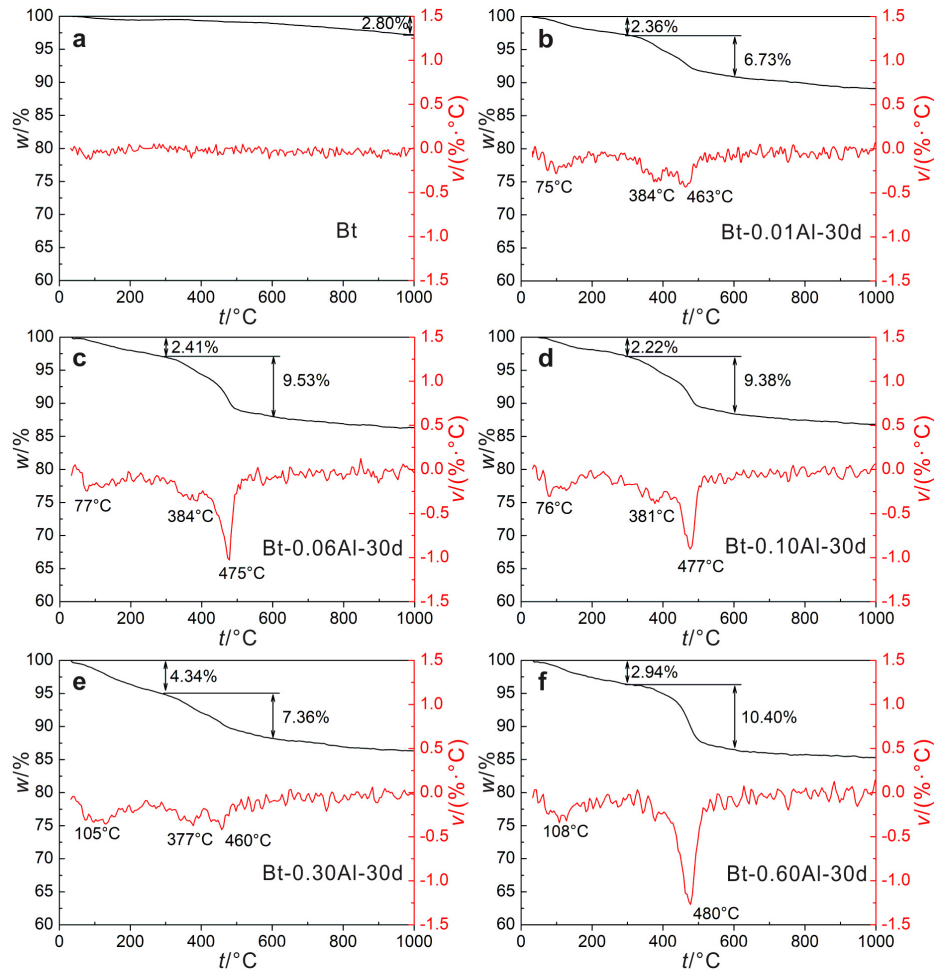 a
2.80%
100
95
90
85
80
75
70
65
60
w/%
1.5
1.0
0.5
0.0
-0.5
-1.0
-1.5
v/(%·°C)
Bt
0 200 400 600 800 1000
t/°C
b
2.36%
6.73%
100
95
90
85
80
75
70
65
60
w/%
1.5
1.0
0.5
0.0
-0.5
-1.0
-1.5
v/(%·°C)
75°C
384°C
463°C
Bt-0.01Al-30d
0 200 400 600 800 1000
t/°C
c
2.41%
9.53%
100
95
90
85
80
75
70
65
60
w/%
1.5
1.0
0.5
0.0
-0.5
-1.0
-1.5
v/(%·°C)
77°C
384°C
475°C
Bt-0.06Al-30d
0 200 400 600 800 1000
t/°C
d
2.22%
9.38%
100
95
90
85
80
75
70
65
60
w/%
1.5
1.0
0.5
0.0
-0.5
-1.0
-1.5
v/(%·°C)
76°C
381°C
477°C
Bt-0.10Al-30d
0 200 400 600 800 1000
t/°C
e
4.34%
7.36%
100
95
90
85
80
75
70
65
60
w/%
1.5
1.0
0.5
0.0
-0.5
-1.0
-1.5
v/(%·°C)
105°C
377°C
460°C
Bt-0.30Al-30d
0 200 400 600 800 1000
t/°C
f
2.94%
10.40%
100
95
90
85
80
75
70
65
60
w/%
1.5
1.0
0.5
0.0
-0.5
-1.0
-1.5
v/(%·°C)
108°C
480°C
Bt-0.60Al-30d
0 200 400 600 800 1000
t/°C